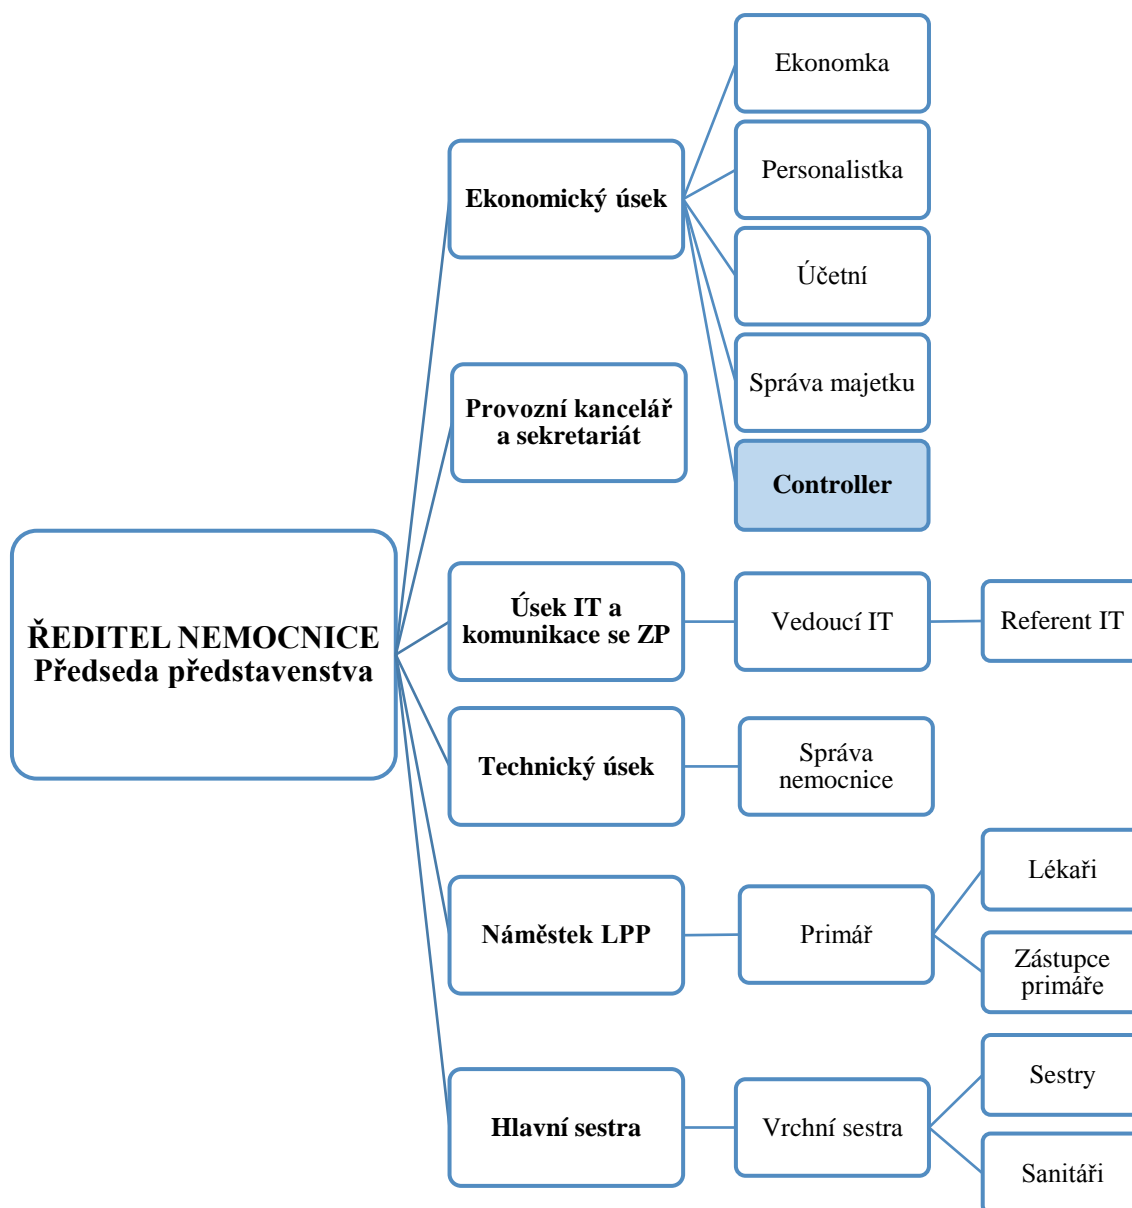 Ekonomka
Personalistka
Ekonomický úsek
Účetní
Správa majetku
Provozní kancelář
a sekretariát
Controller
ŘEDITEL NEMOCNICE
Předseda představenstva
Úsek IT a
komunikace se ZP
Vedoucí IT
Referent IT
Technický úsek
Správa
nemocnice
Náměstek LPP
Primář
Lékaři
Zástupce
primáře
Hlavní sestra
Vrchní sestra
Sestry
Sanitáři